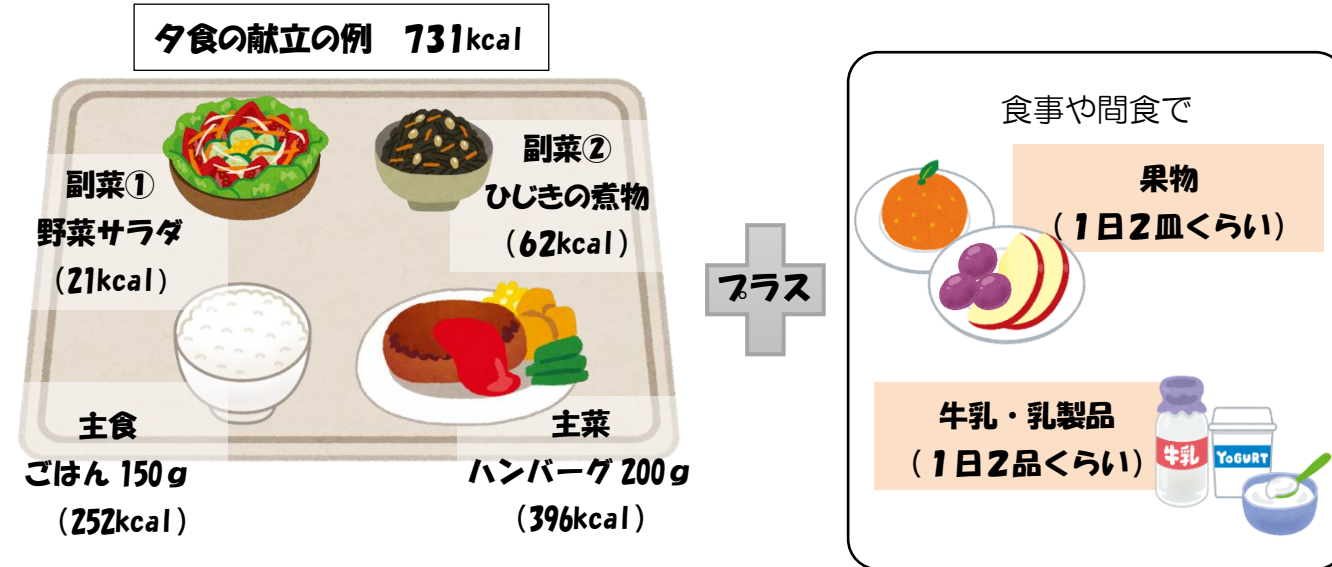 夕食の献立の例　731kcal
副菜①
野菜サラダ
（21kcal）
副菜②
ひじきの煮物
（62kcal）
主食
ごはん 150ｇ
（252kcal）
主菜
ハンバーグ 200ｇ
（396kcal）
プラス
食事や間食で
果物
（１日２皿くらい）
牛乳・乳製品
（１日２品くらい）
牛乳
YOGURT